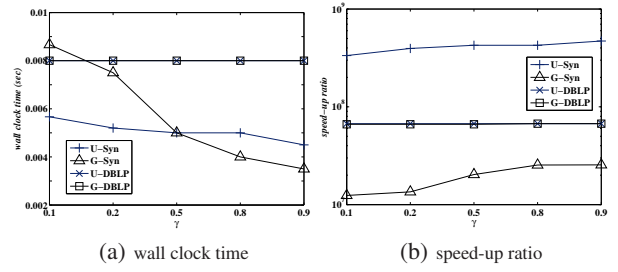 wall clock time (sec)
0.01
0.008
0.006
0.004
0.002
U–Syn
G–Syn
U–DBLP
G–DBLP
0.1 0.2 0.5 0.8 0.9
γ
(a) wall clock time
speed–up ratio
10⁹
10⁸
10
U–Syn
G–Syn
U–DBLP
G–DBLP
0.1 0.2 0.5 0.8 0.9
γ
(b) speed-up ratio